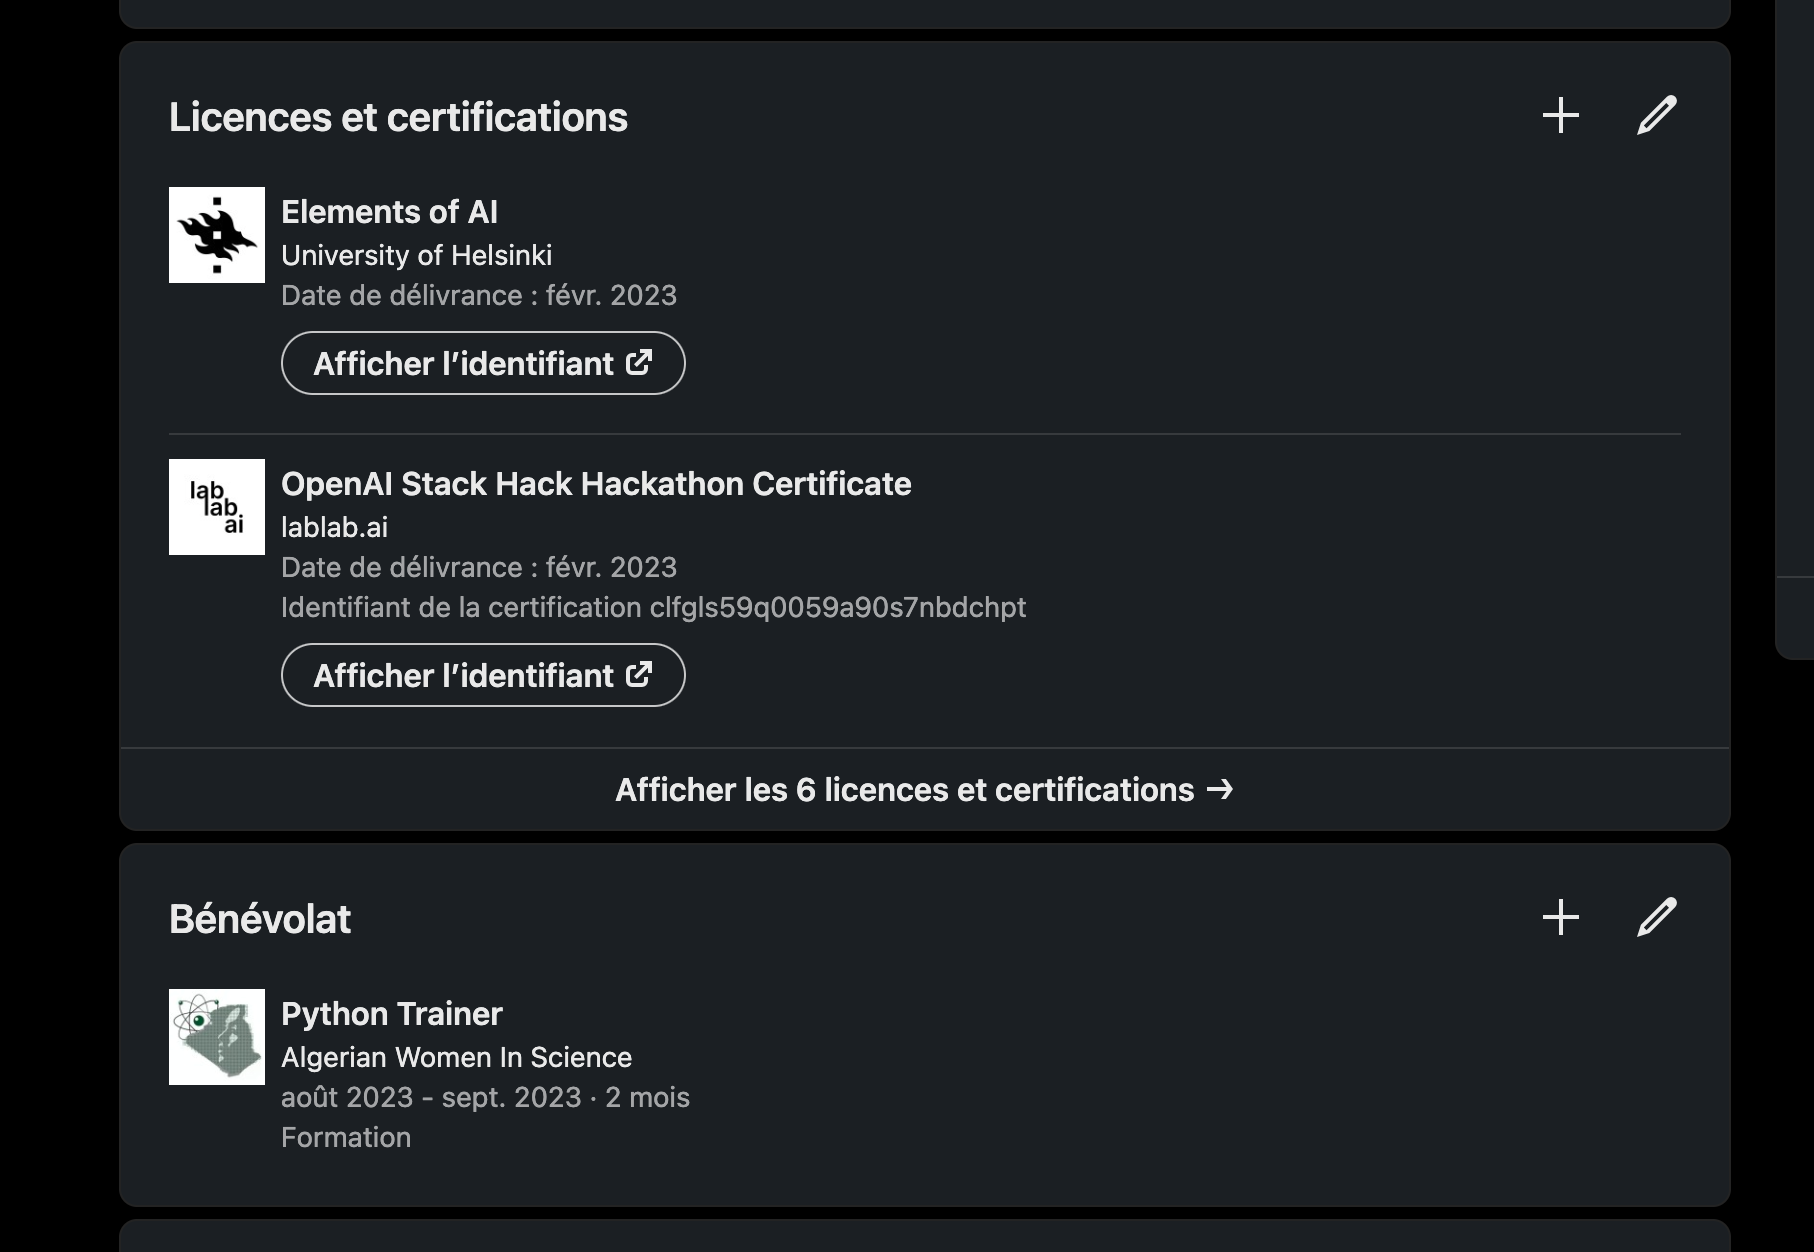 Licences et certifications
Elements of AI
University of Helsinki
Date de délivrance : févr. 2023
Afficher l’identifiant
lab
lab
ai
OpenAI Stack Hack Hackathon Certificate
lablab.ai
Date de délivrance : févr. 2023
Identifiant de la certification clfgls59q0059a90s7nbdchpt
Afficher l’identifiant
Afficher les 6 licences et certifications →
Bénévolat
Python Trainer
Algerian Women In Science
août 2023 - sept. 2023 · 2 mois
Formation